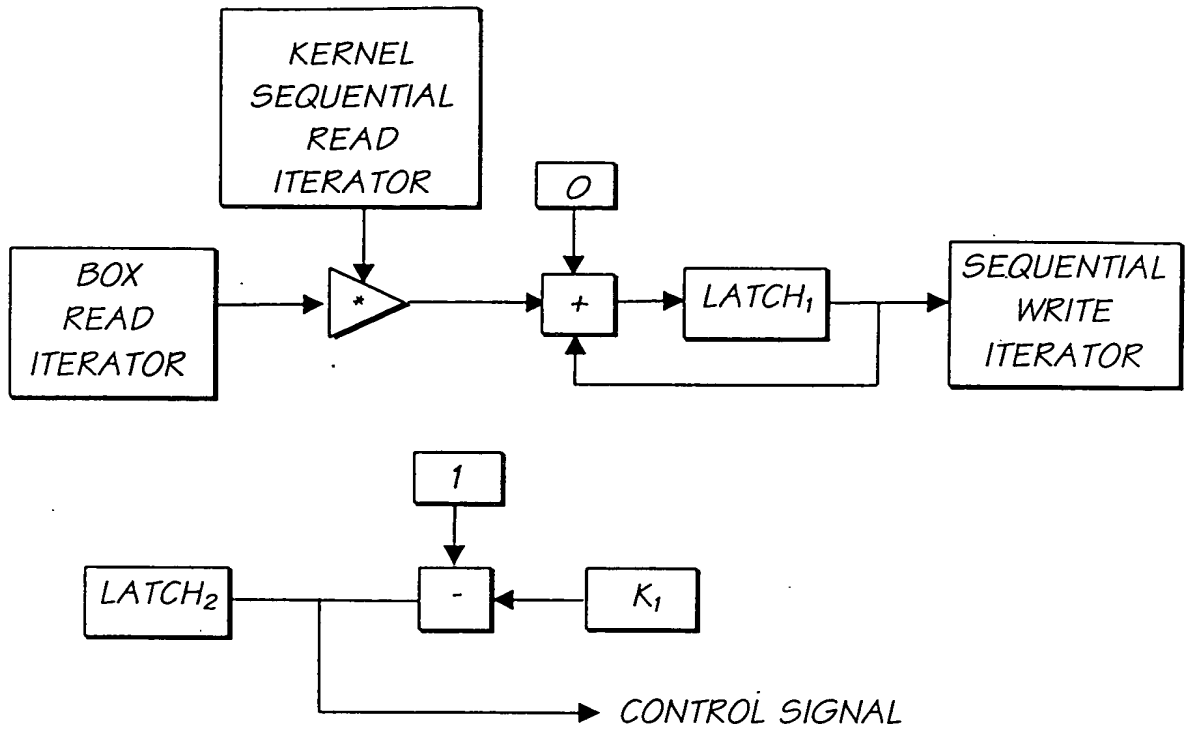 KERNEL
SEQUENTIAL
READ
ITERATOR
0
BOX
READ
ITERATOR
*
+
LATCH1
SEQUENTIAL
WRITE
ITERATOR
1
LATCH2
-
K1
CONTROL SIGNAL